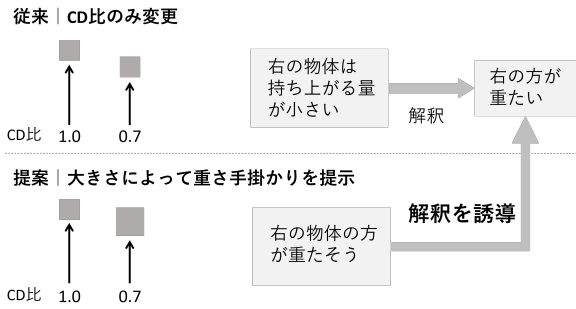 従来｜CD比のみ変更
CD比 1.0 0.7
右の物体は
持ち上がる量
が小さい
解釈
右の方が
重たい
提案｜大きさによって重さ手掛かりを提示
CD比 1.0 0.7
右の物体の方
が重たそう
解釈を誘導